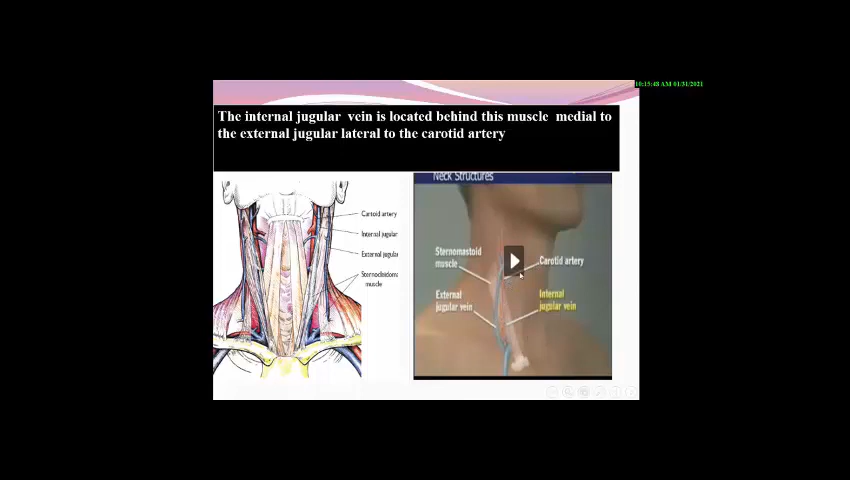 10:15:48 AM 01/31/2021
The internal jugular vein is located behind this muscle medial to
the external jugular lateral to the carotid artery
Neck Structures
Cartoid artery
Internal jugular
External jugular
Sternocleidoma
muscle
Sternomastoid
muscle
Carotid artery
External
jugular vein
Internal
jugular vein